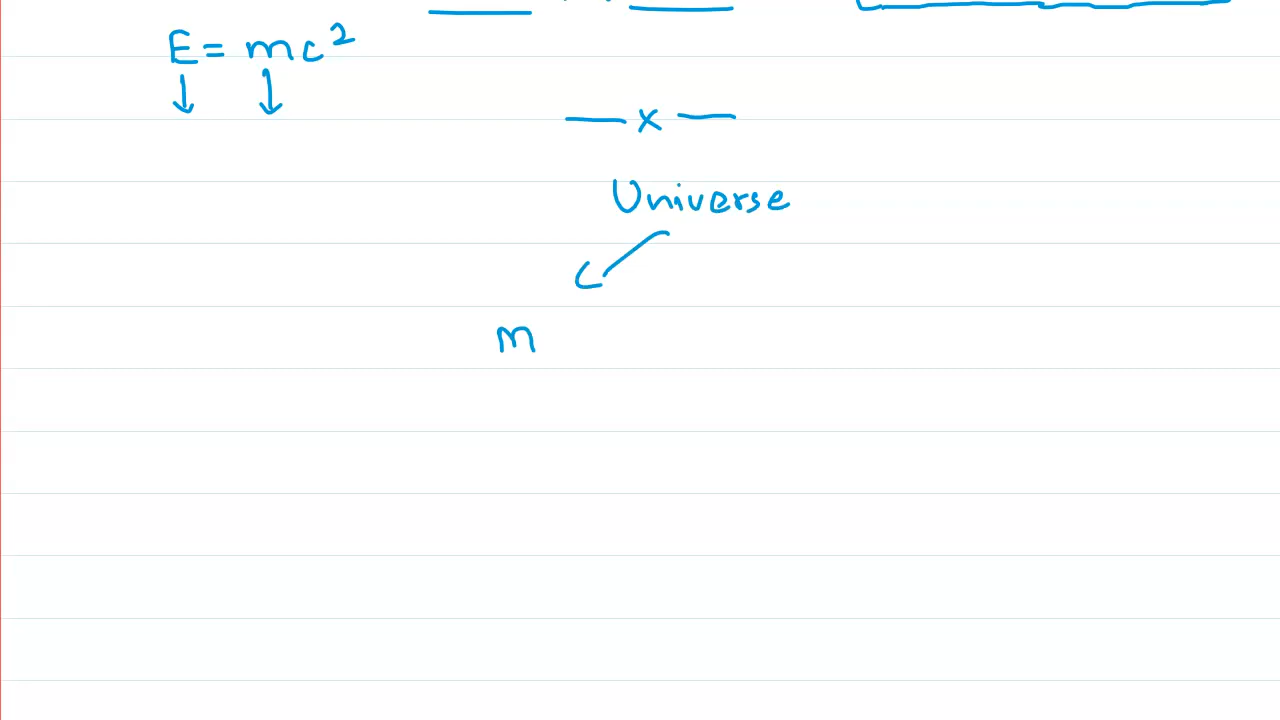 E = mc²
— x —
Universe
m